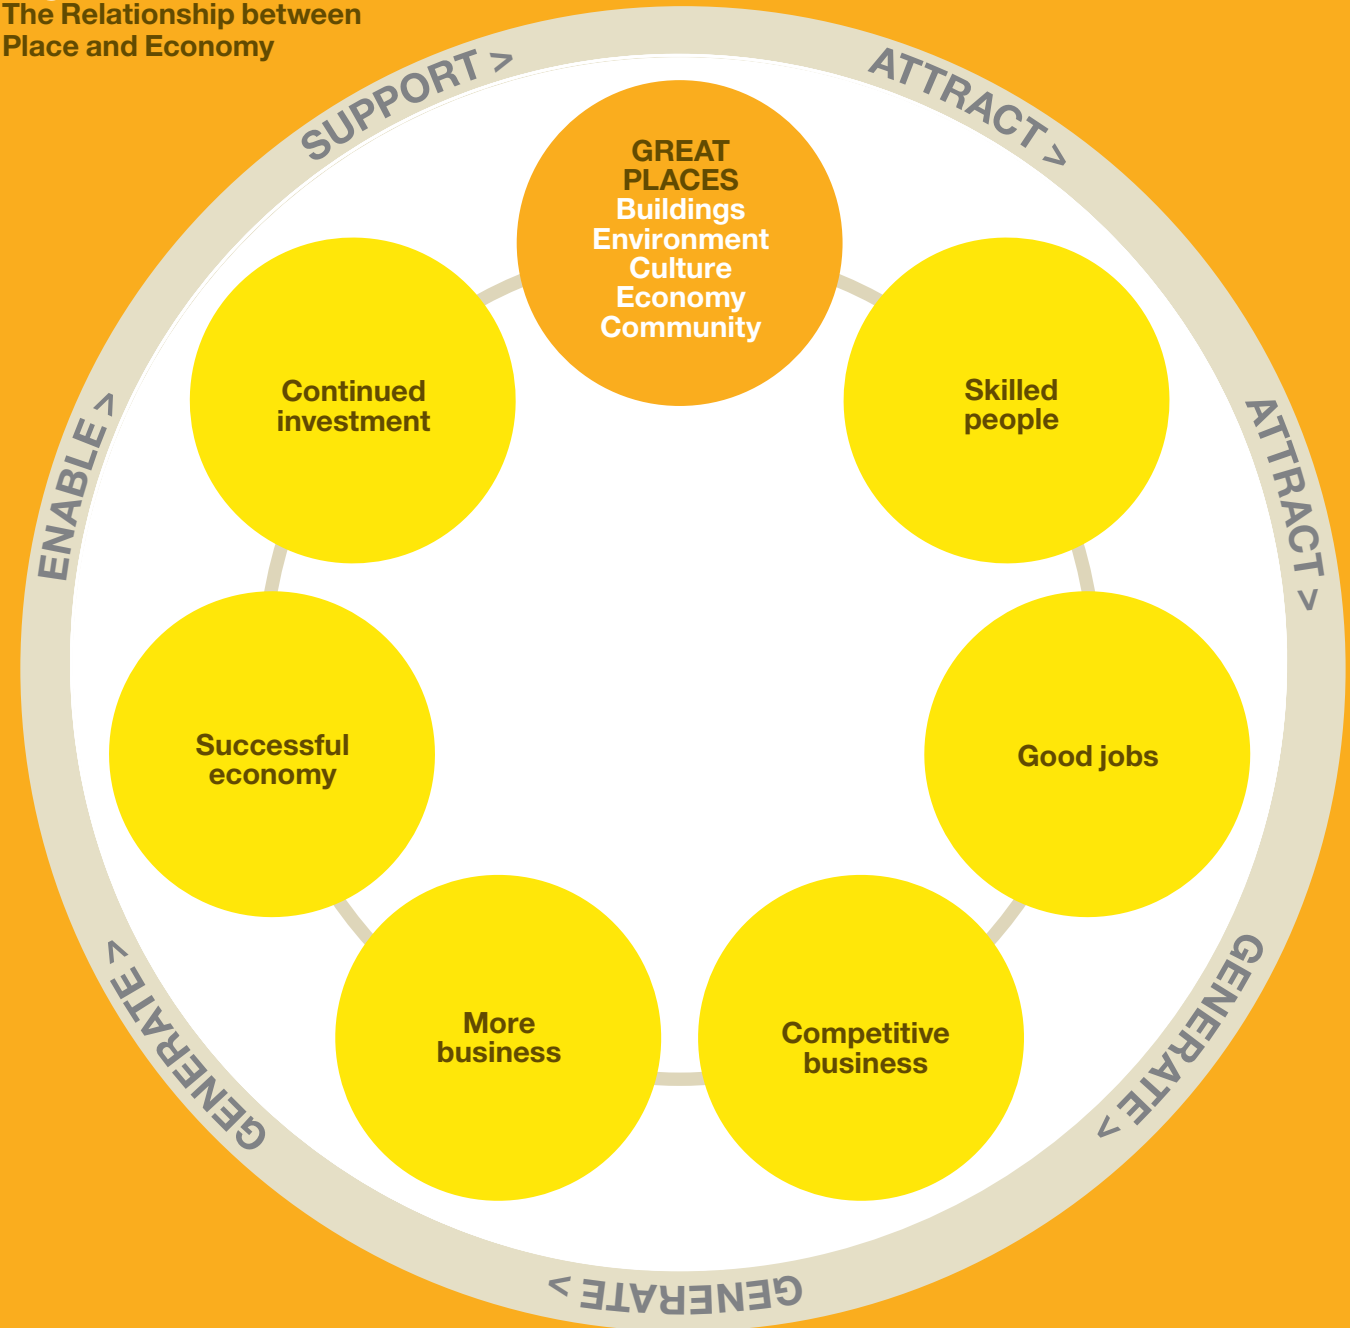 The Relationship between
Place and Economy
SUPPORT >
ATTRACT >
GREAT
PLACES
Buildings
Environment
Culture
Economy
Community
Skilled
people
ATTRACT >
Good jobs
GENERATE >
Competitive
business
GENERATE >
More
business
GENERATE >
Successful
economy
ENABLE >
Continued
investment